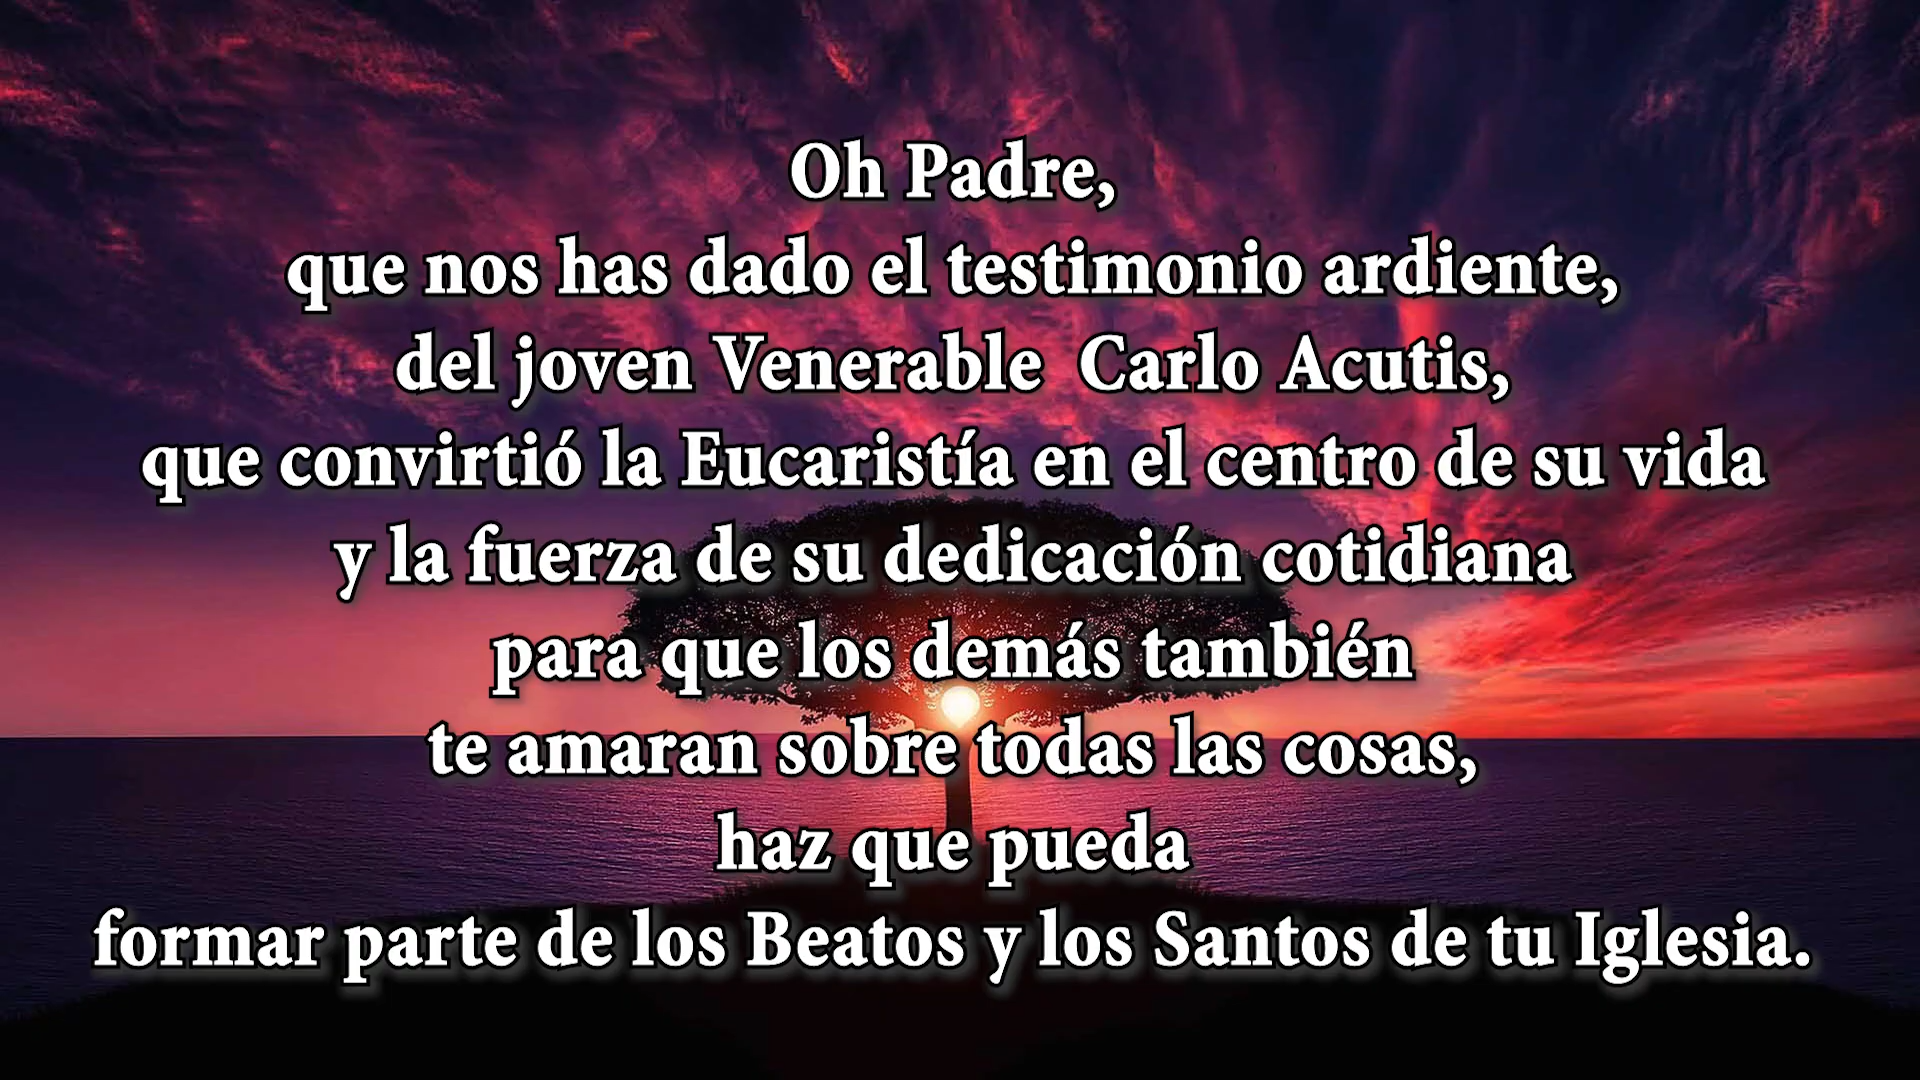 Oh Padre,
que nos has dado el testimonio ardiente,
del joven Venerable  Carlo Acutis,
que convirtió la Eucaristía en el centro de su vida
y la fuerza de su dedicación cotidiana
para que los demás también
te amaran sobre todas las cosas,
haz que pueda
formar parte de los Beatos y los Santos de tu Iglesia.